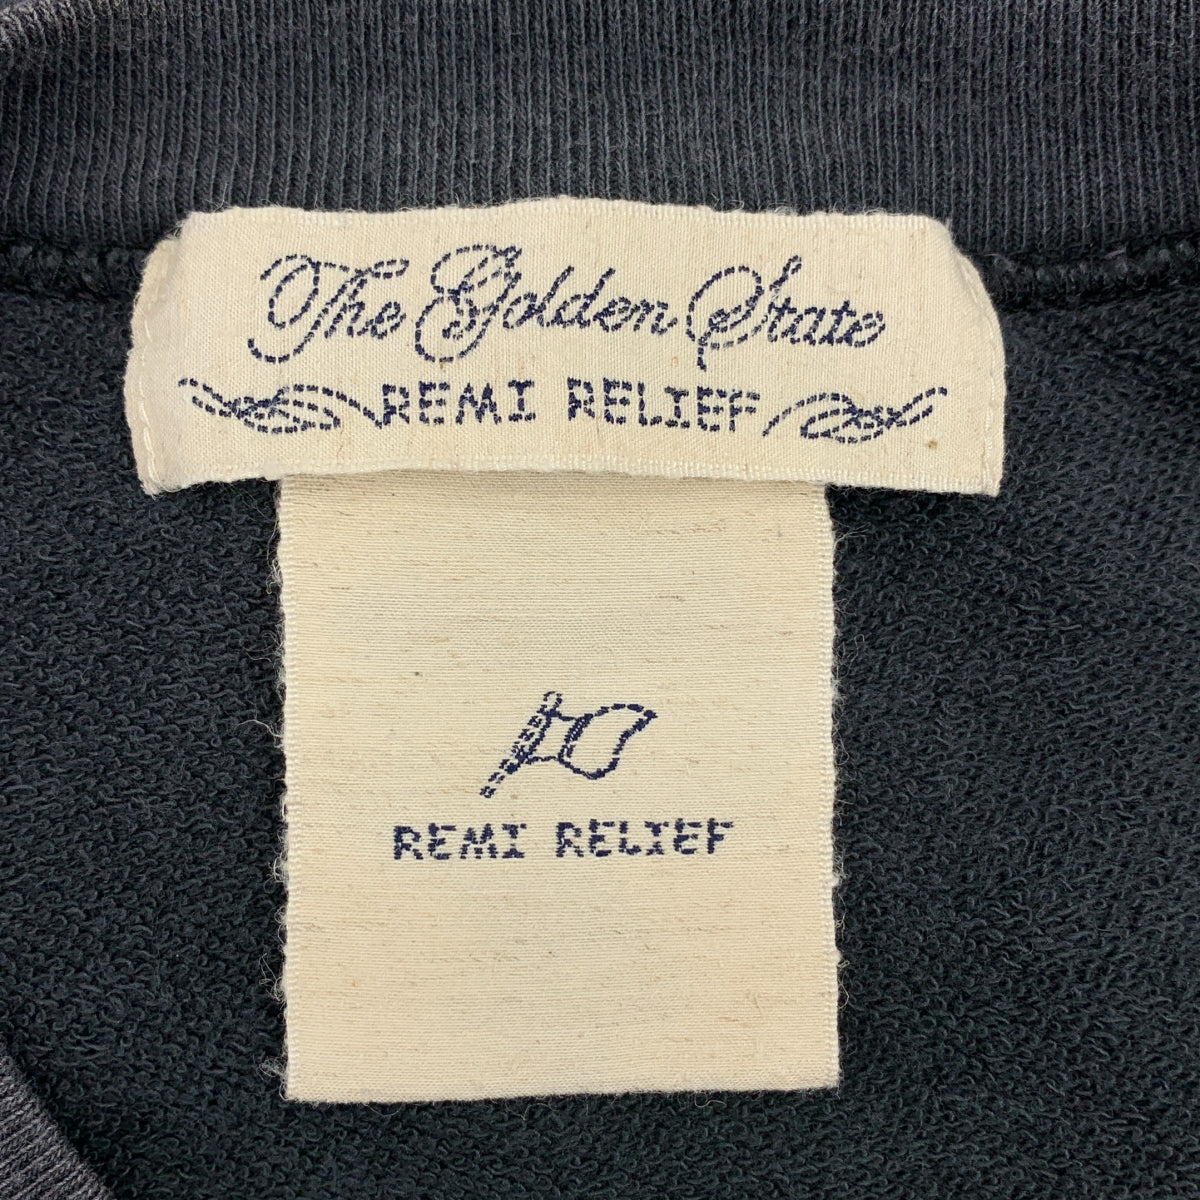 The Golden State
REMI RELIEF
REMI RELIEF